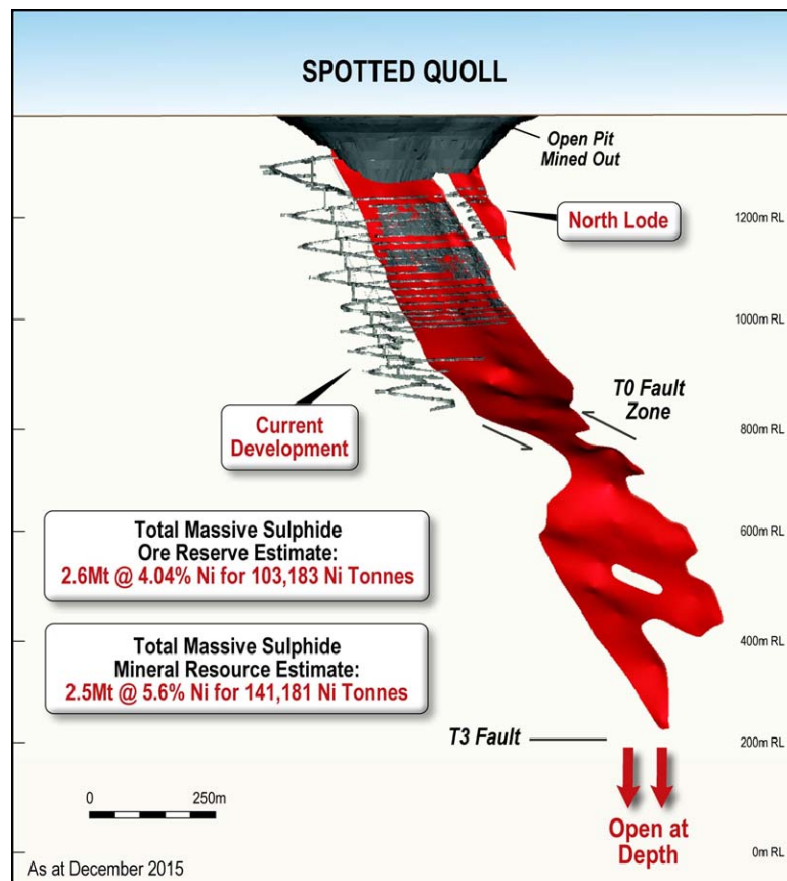 SPOTTED QUOLL
Open Pit
Mined Out
North Lode
1200m RL
1000m RL
T0 Fault
Zone
Current
Development
800m RL
Total Massive Sulphide
Ore Reserve Estimate:
2.6Mt @ 4.04% Ni for 103,183 Ni Tonnes
600m RL
Total Massive Sulphide
Mineral Resource Estimate:
2.5Mt @ 5.6% Ni for 141,181 Ni Tonnes
400m RL
T3 Fault
200m RL
0 250m
Open at
Depth
0m RL
As at December 2015